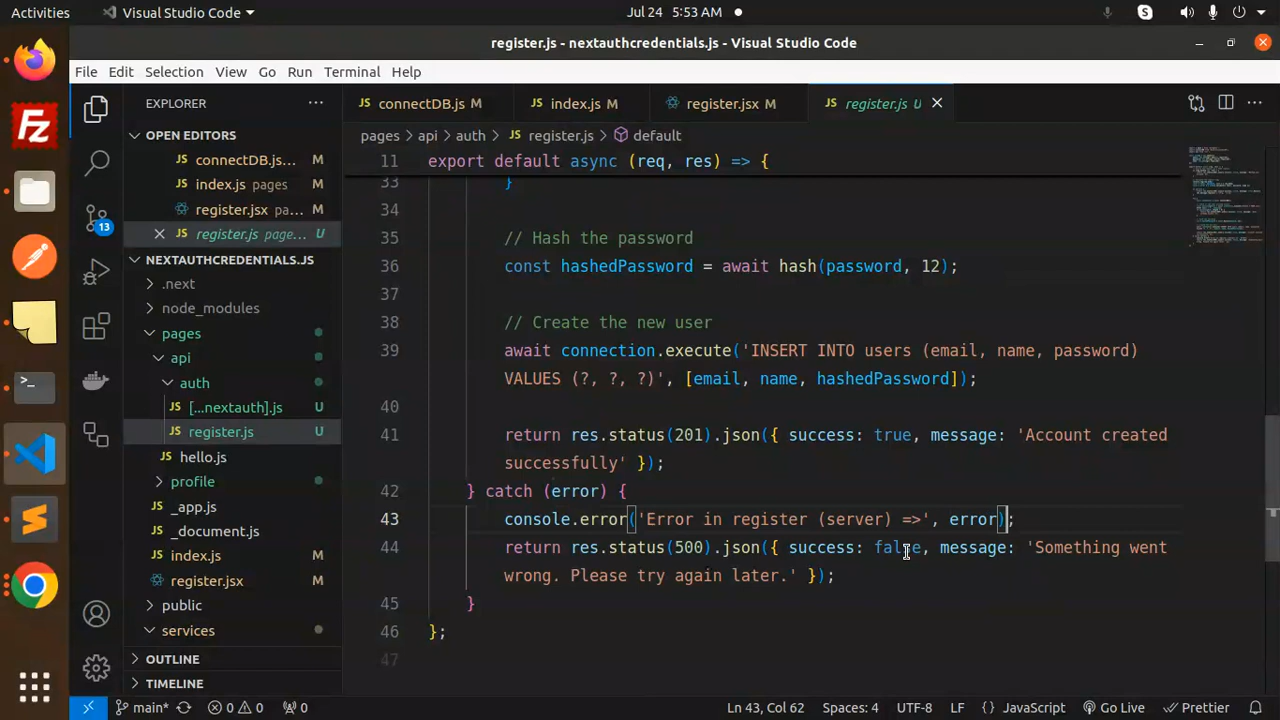 Activities
Visual Studio Code
Jul 24 5:53 AM
S
register.js - nextauthcredentials.js - Visual Studio Code
File Edit Selection View Go Run Terminal Help
EXPLORER
OPEN EDITORS
connectDB.js... M
index.js pages M
register.jsx pa... M
register.js page... U
NEXTAUTHCREDENTIALS.JS
.next
node_modules
pages
api
auth
[...nextauth].js U
register.js U
hello.js
profile
_app.js
_document.js
index.js M
register.jsx M
public
services
OUTLINE
TIMELINE
13
Fz
JS connectDB.js M
JS index.js M
register.jsx M
JS register.js U
pages > api > auth > JS register.js > default
11 export default async (req, res) => {
33 }
34
35 // Hash the password
36 const hashedPassword = await hash(password, 12);
37
38 // Create the new user
39 await connection.execute('INSERT INTO users (email, name, password)
VALUES (?, ?, ?)', [email, name, hashedPassword]);
40
41 return res.status(201).json({ success: true, message: 'Account created
successfully' });
42 } catch (error) {
43 console.error('Error in register (server) =>', error);
44 return res.status(500).json({ success: false, message: 'Something went
wrong. Please try again later.' });
45 }
46 };
47
main* 0 0 0 Ln 43, Col 62 Spaces: 4 UTF-8 LF {} JavaScript Go Live Prettier